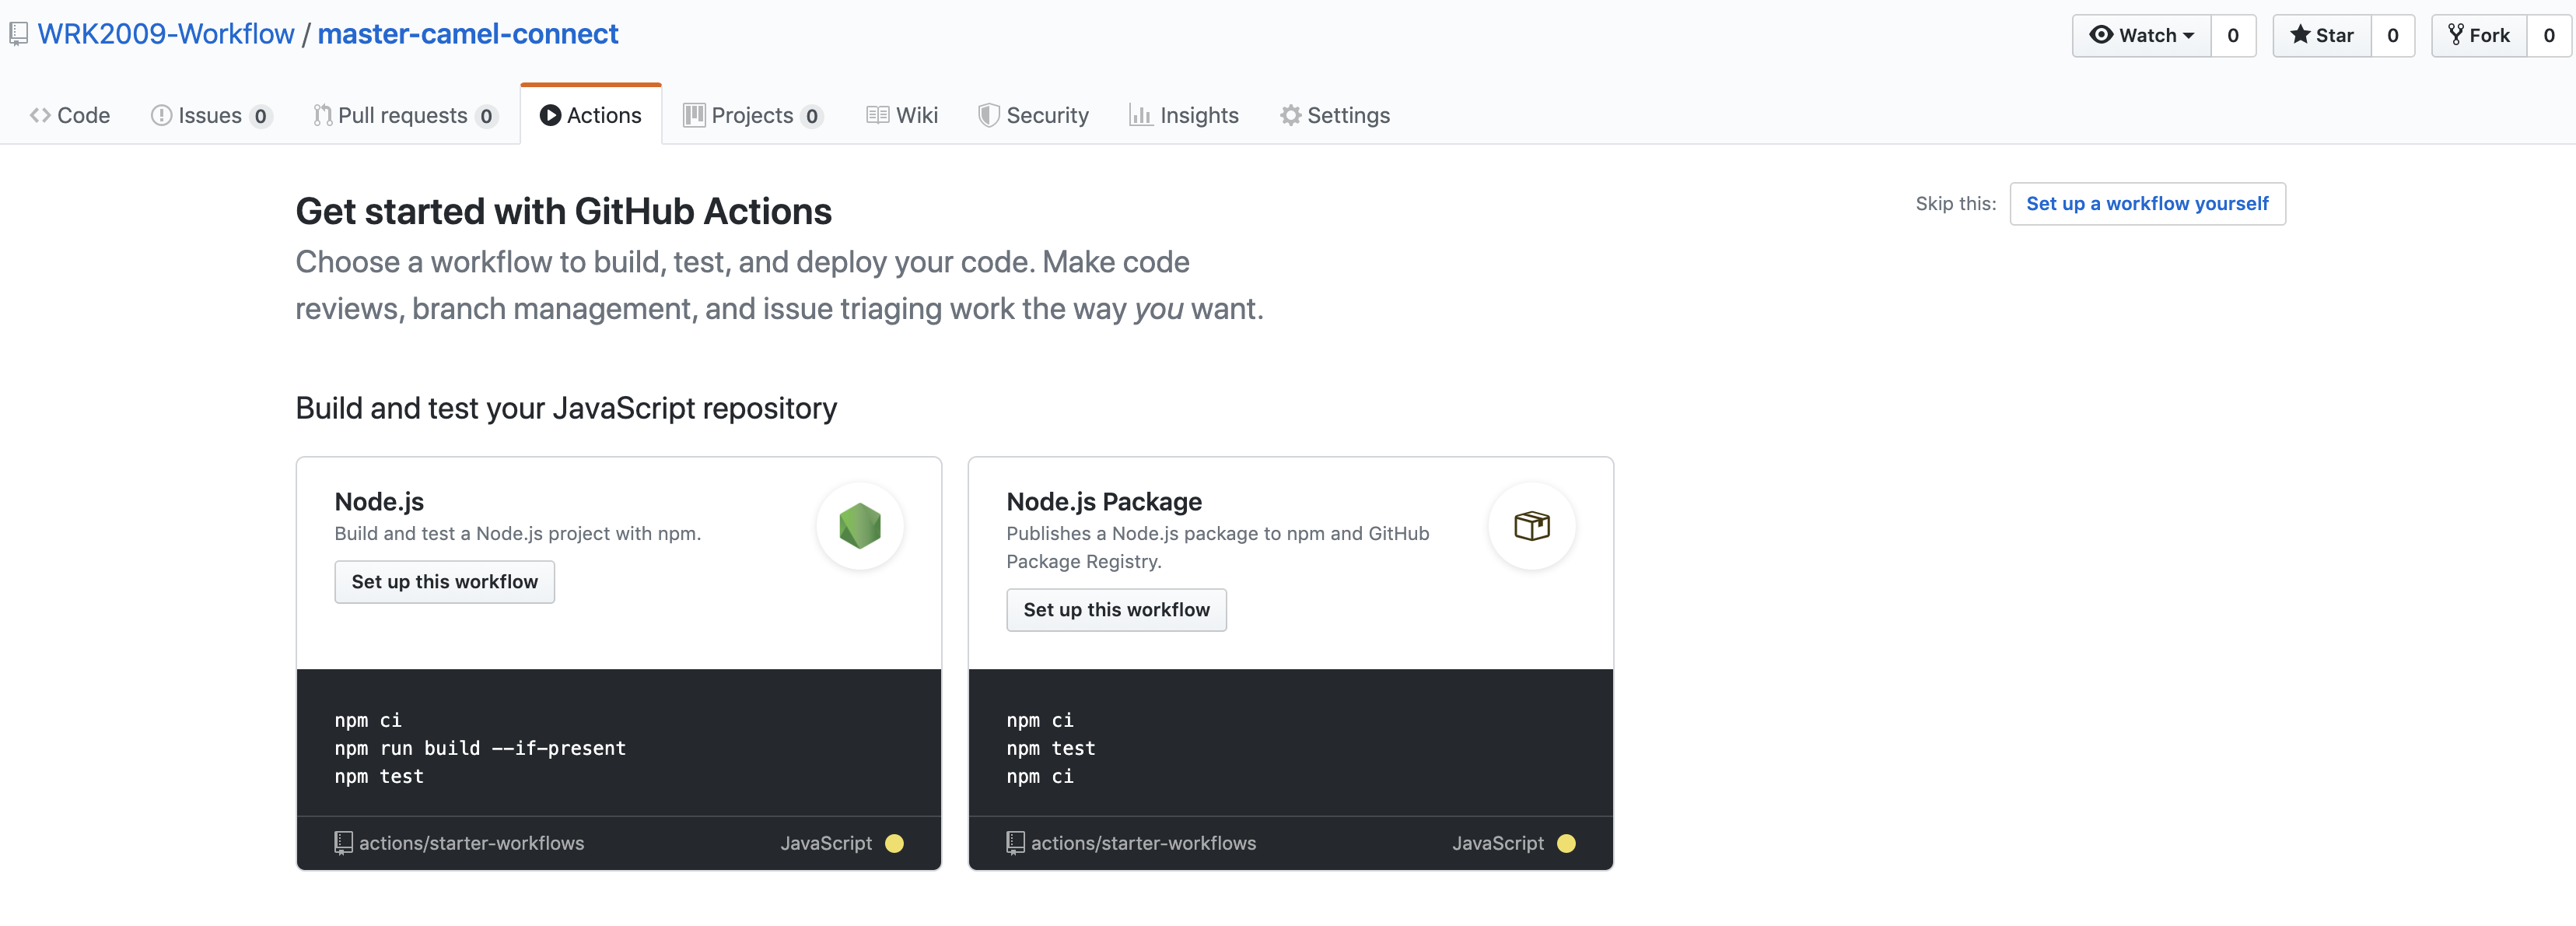 WRK2009-Workflow / master-camel-connect
Watch 0 Star 0 Fork 0
Code Issues 0 Pull requests 0 Actions Projects 0 Wiki Security Insights Settings
Get started with GitHub Actions
Skip this: Set up a workflow yourself
Choose a workflow to build, test, and deploy your code. Make code
reviews, branch management, and issue triaging work the way you want.
Build and test your JavaScript repository
Node.js
Build and test a Node.js project with npm.
Set up this workflow
npm ci
npm run build --if-present
npm test
actions/starter-workflows JavaScript
Node.js Package
Publishes a Node.js package to npm and GitHub
Package Registry.
Set up this workflow
npm ci
npm test
npm ci
actions/starter-workflows JavaScript